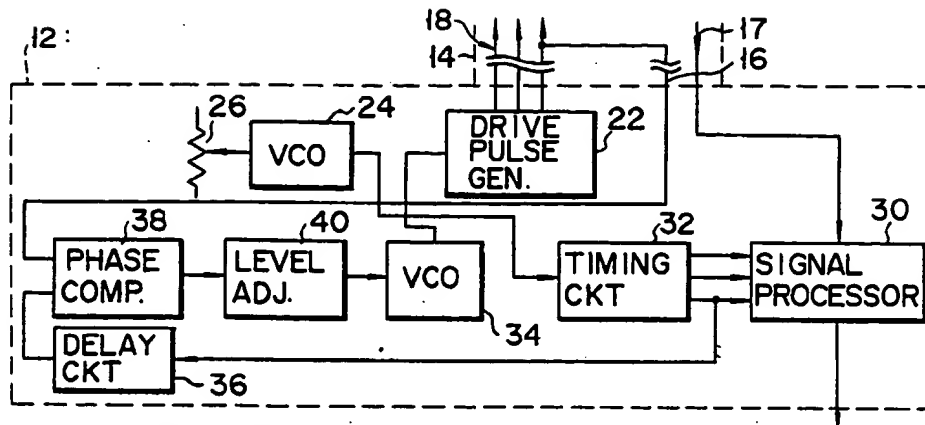 12:
18
14
17
16
26
24
VCO
DRIVE
PULSE
GEN.
22
38
PHASE
COMP.
40
LEVEL
ADJ.
VCO
34
32
TIMING
CKT
30
SIGNAL
PROCESSOR
DELAY
CKT
36